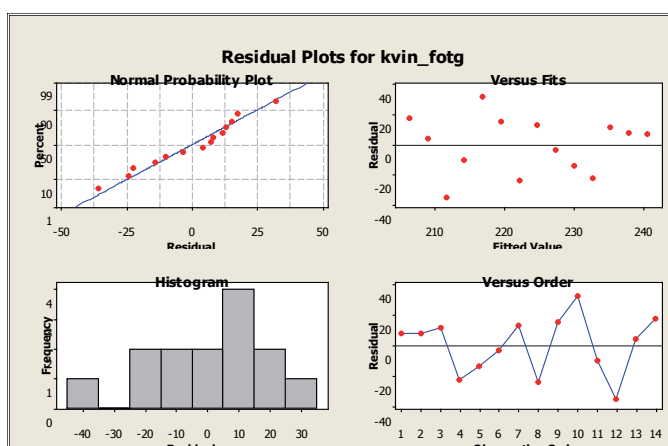 Residual Plots for kvin_fotg
Normal Probability Plot
Percent
99
90
50
10
1
-50 -25 0 25 50
Residual
Versus Fits
Residual
40
20
0
-20
-40
210 220 230 240
Fitted Value
Histogram
Frequency
4
1
0
-40 -30 -20 -10 0 10 20 30
Versus Order
Residual
40
20
0
-20
-40
1 2 3 4 5 6 7 8 9 10 11 12 13 14